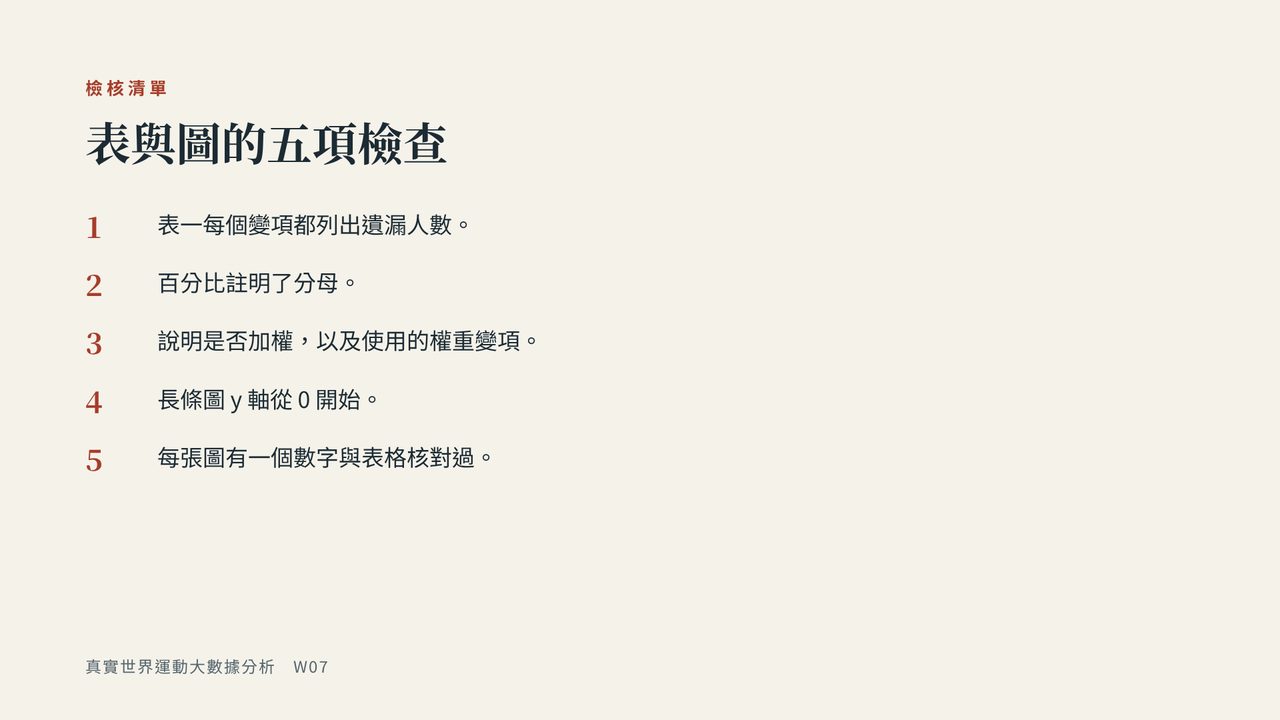 檢核清單
表與圖的五項檢查
1 表一每個變項都列出遺漏人數。
2 百分比註明了分母。
3 說明是否加權，以及使用的權重變項。
4 長條圖 y 軸從 0 開始。
5 每張圖有一個數字與表格核對過。
真實世界運動大數據分析 W07